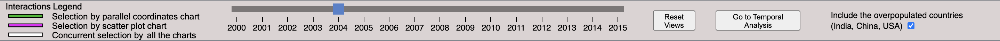 Interactions Legend
Selection by parallel coordinates chart
Selection by scatter plot chart
Concurrent selection by all the charts
2000 2001 2002 2003 2004 2005 2006 2007 2008 2009 2010 2011 2012 2013 2014 2015
Reset
Views
Go to Temporal
Analysis
Include the overpopulated countries
(India, China, USA)